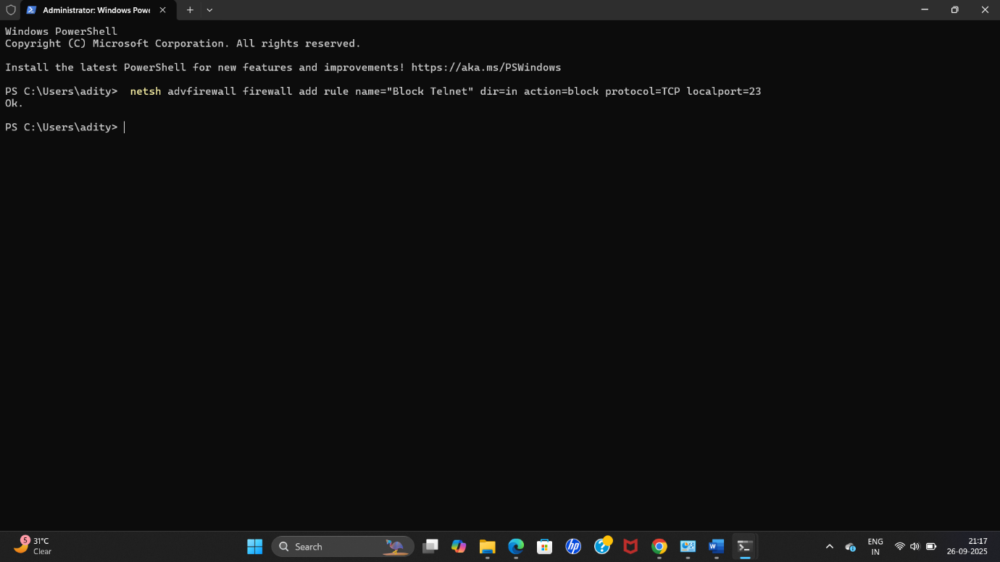 Administrator: Windows Powe
Windows PowerShell
Copyright (C) Microsoft Corporation. All rights reserved.
Install the latest PowerShell for new features and improvements! https://aka.ms/PSWindows
PS C:\Users\adity>  netsh advfirewall firewall add rule name="Block Telnet" dir=in action=block protocol=TCP localport=23
Ok.
PS C:\Users\adity>
5
31°C
Clear
Search
hp
W
ENG
IN
21:17
26-09-2025